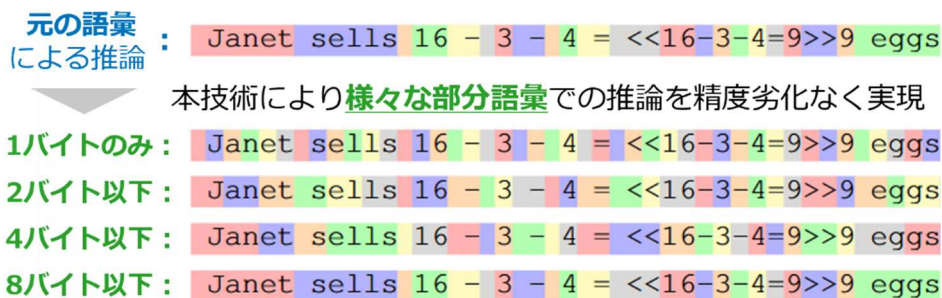 元の語彙
による推論 : Janet sells 16 - 3 - 4 = <<16-3-4=9>>9 eggs
本技術により様々な部分語彙での推論を精度劣化なく実現
1バイトのみ： Janet sells 16 - 3 - 4 = <<16-3-4=9>>9 eggs
2バイト以下： Janet sells 16 - 3 - 4 = <<16-3-4=9>>9 eggs
4バイト以下： Janet sells 16 - 3 - 4 = <<16-3-4=9>>9 eggs
8バイト以下： Janet sells 16 - 3 - 4 = <<16-3-4=9>>9 eggs